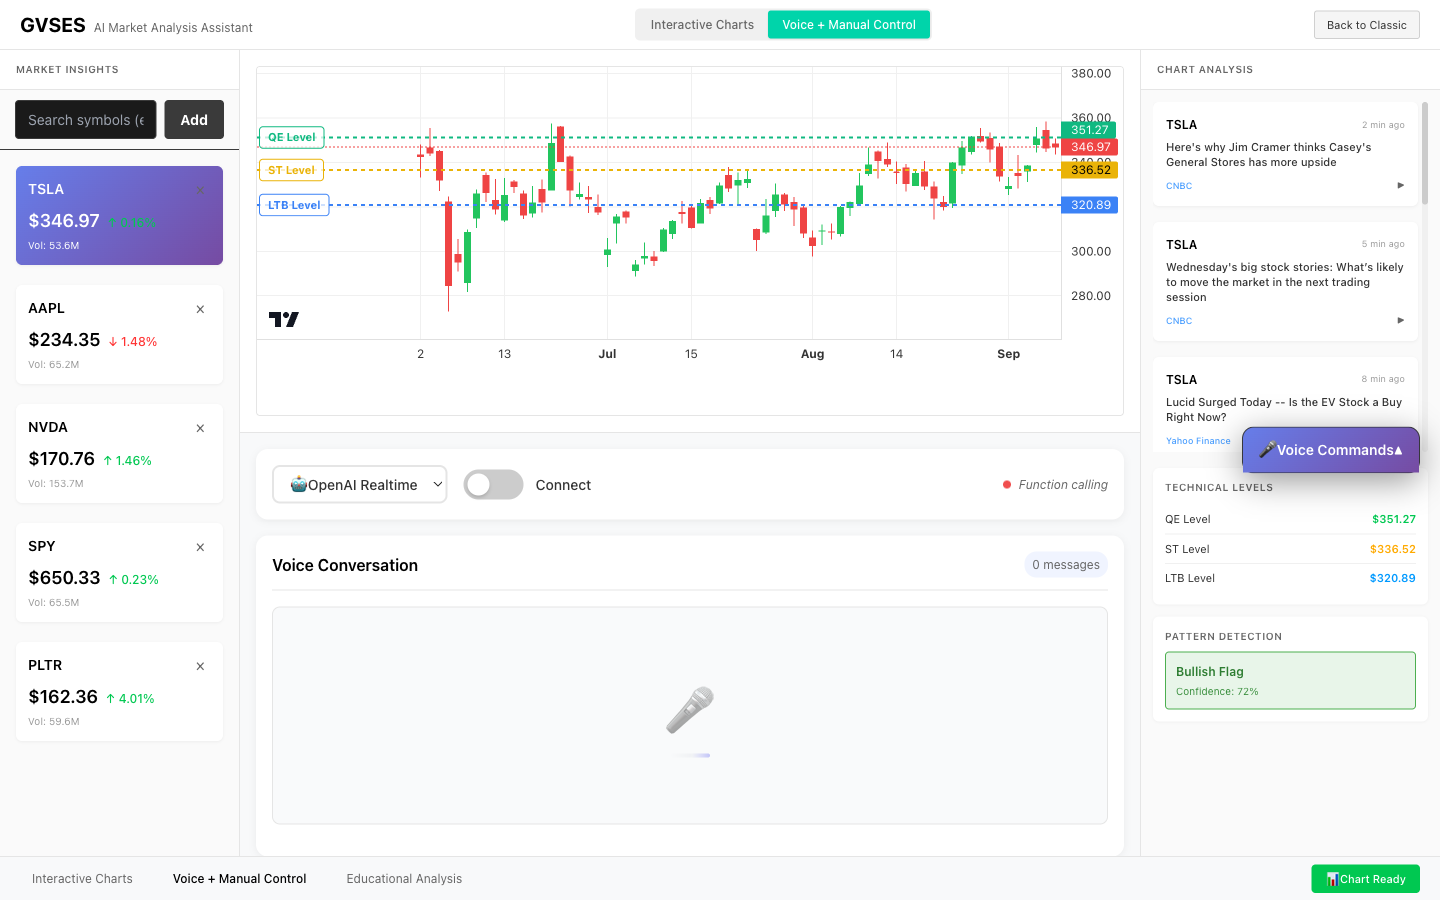 GVSES AI Market Analysis Assistant
Interactive Charts
Voice + Manual Control
Back to Classic
MARKET INSIGHTS
Search symbols (e
Add
TSLA
$346.97 ↑ 0.16%
Vol: 53.6M
AAPL ×
$234.35 ↓ 1.48%
Vol: 65.2M
NVDA ×
$170.76 ↑ 1.46%
Vol: 153.7M
SPY ×
$650.33 ↑ 0.23%
Vol: 65.5M
PLTR ×
$162.36 ↑ 4.01%
Vol: 59.6M
QE Level
ST Level
LTB Level
380.00
360.00
351.27
346.97
340.00
336.52
320.89
300.00
280.00
2 13 Jul 15 Aug 14 Sep
🤖OpenAI Realtime
Connect
Function calling
Voice Conversation
0 messages
CHART ANALYSIS
TSLA 2 min ago
Here's why Jim Cramer thinks Casey's
General Stores has more upside
CNBC ▶
TSLA 5 min ago
Wednesday's big stock stories: What's likely
to move the market in the next trading
session
CNBC ▶
TSLA 8 min ago
Lucid Surged Today -- Is the EV Stock a Buy
Right Now?
Yahoo Finance
🎤Voice Commands▲
TECHNICAL LEVELS
QE Level $351.27
ST Level $336.52
LTB Level $320.89
PATTERN DETECTION
Bullish Flag
Confidence: 72%
Interactive Charts
Voice + Manual Control
Educational Analysis
📊Chart Ready